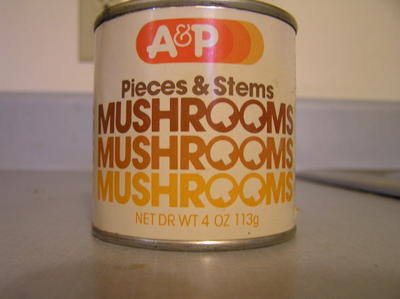 A&P
Pieces & Stems
MUSHROOMS
MUSHROOMS
MUSHROOMS
NET DR WT 4 OZ 113g